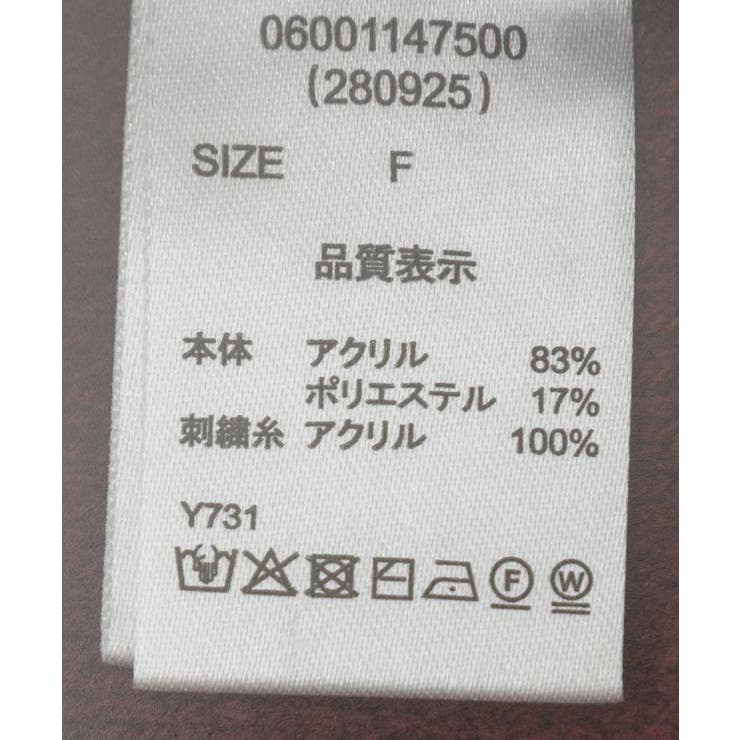 06001147500
(280925)
SIZE F
品質表示
本体 アクリル 83%
ポリエステル 17%
刺繍糸 アクリル 100%
Y731
F W